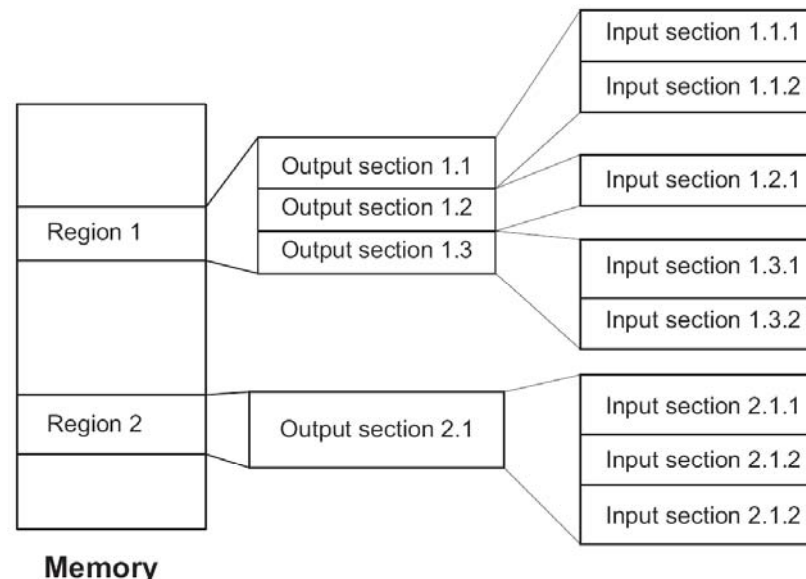 Input section 1.1.1
Input section 1.1.2
Output section 1.1
Input section 1.2.1
Output section 1.2
Region 1
Output section 1.3
Input section 1.3.1
Input section 1.3.2
Input section 2.1.1
Region 2
Output section 2.1
Input section 2.1.2
Input section 2.1.2
Memory